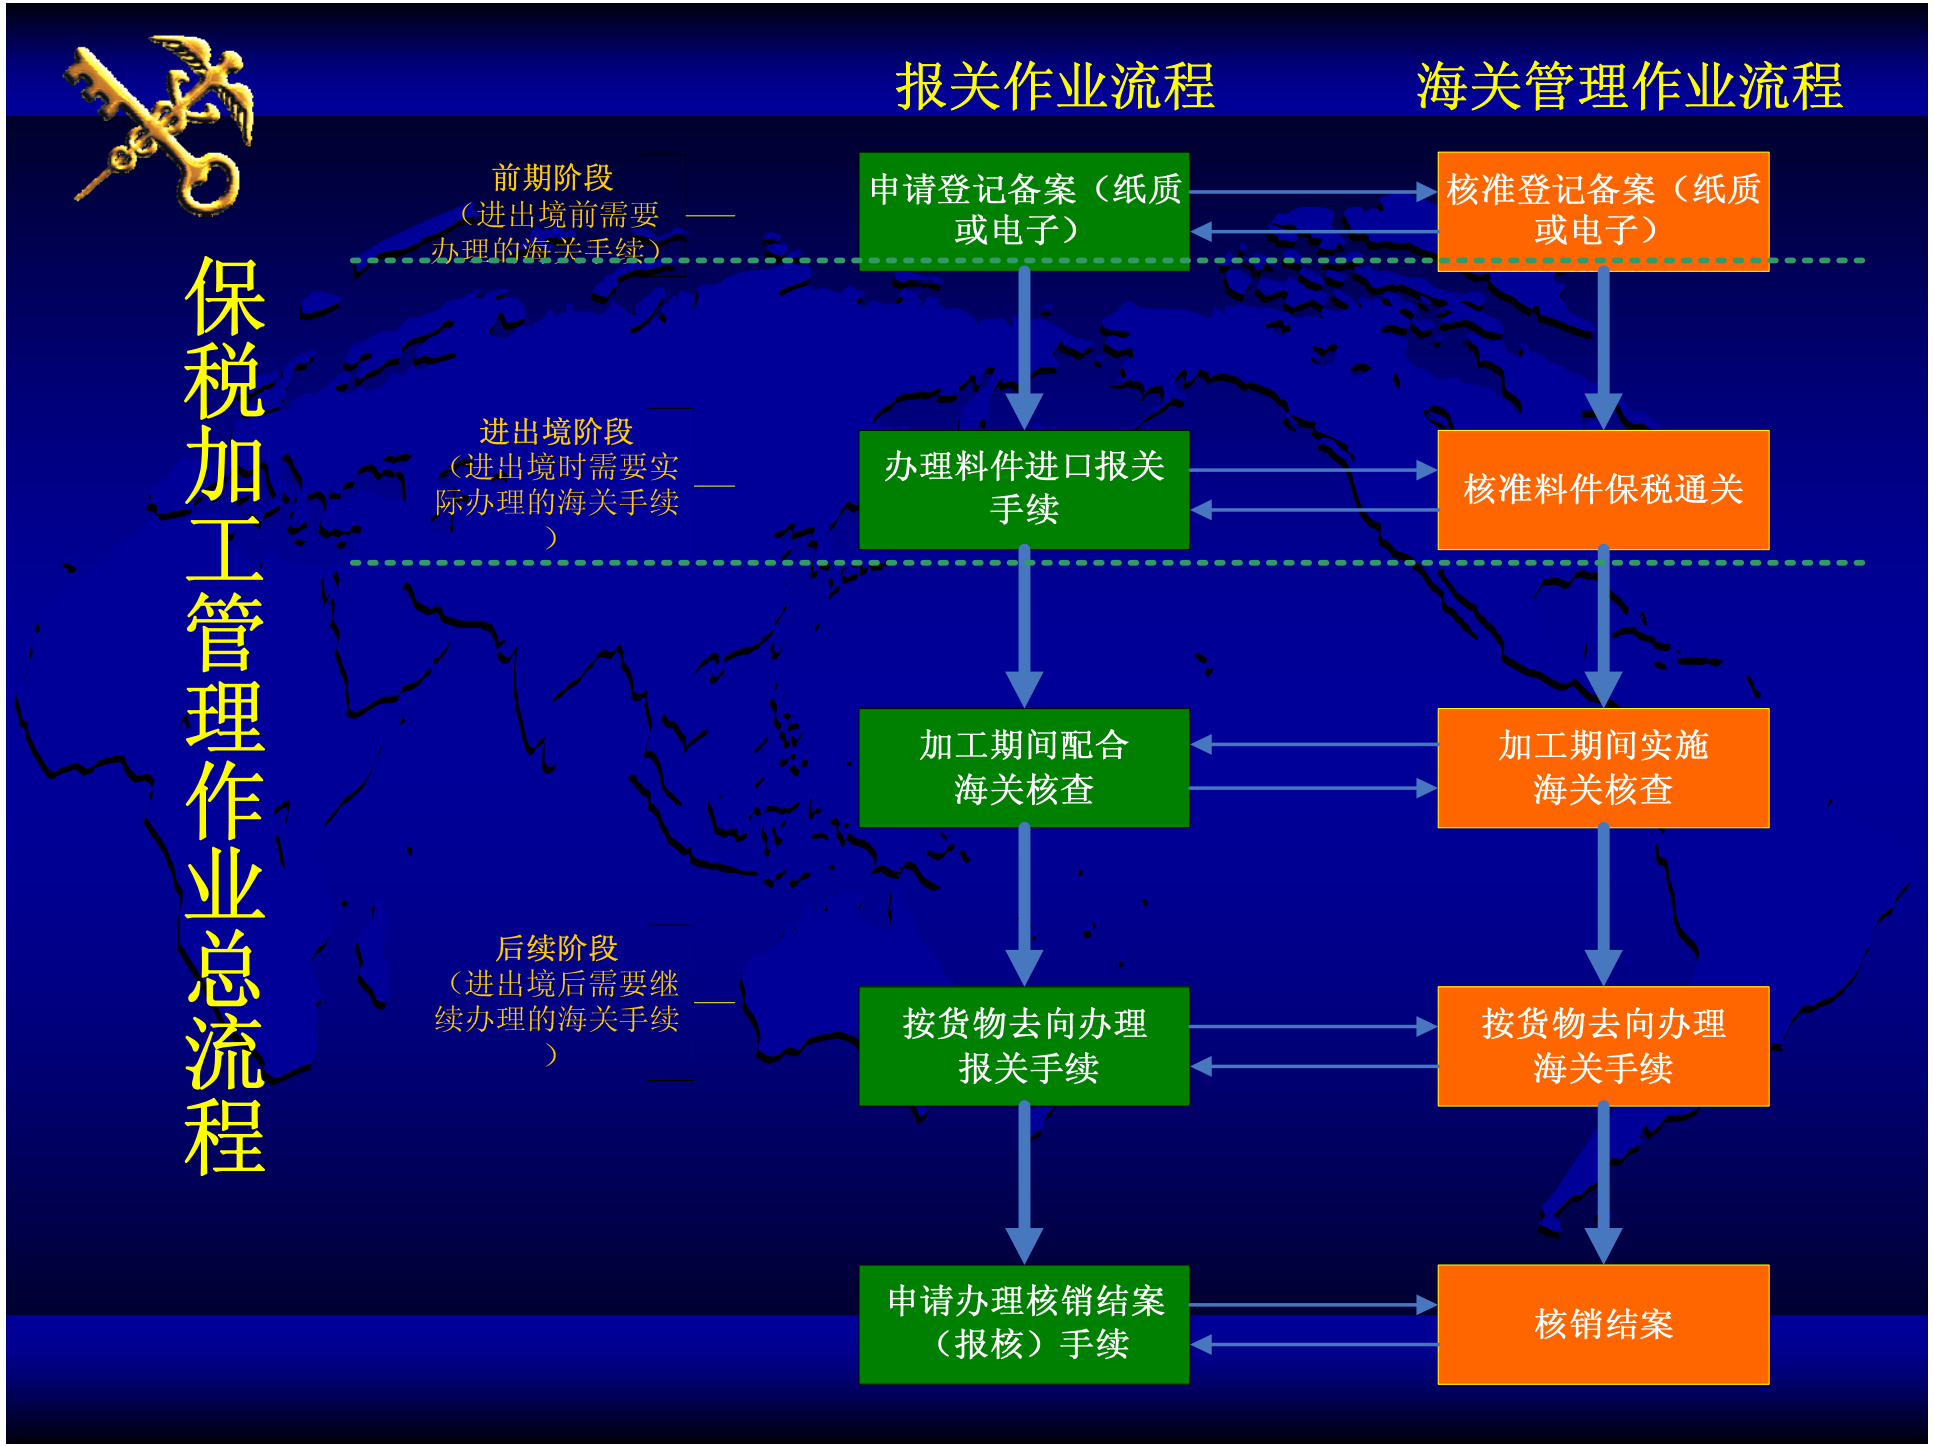 报关作业流程
海关管理作业流程
保税加工管理作业总流程
前期阶段
（进出境前需要
办理的海关手续）
申请登记备案（纸质
或电子）
核准登记备案（纸质
或电子）
进出境阶段
（进出境时需要实
际办理的海关手续
）
办理料件进口报关
手续
核准料件保税通关
加工期间配合
海关核查
加工期间实施
海关核查
后续阶段
（进出境后需要继
续办理的海关手续
）
按货物去向办理
报关手续
按货物去向办理
海关手续
申请办理核销结案
（报核）手续
核销结案